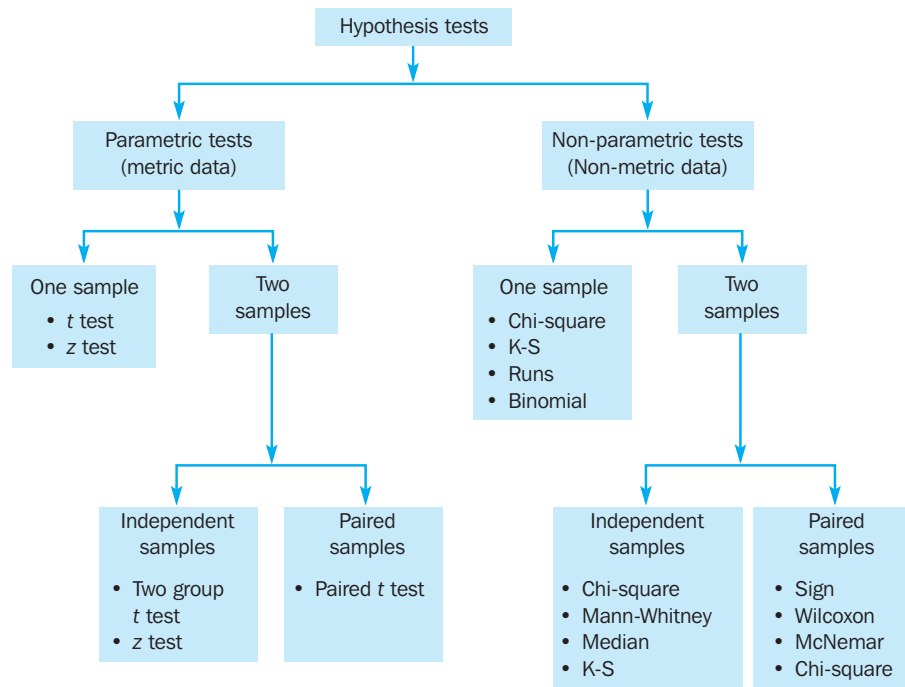 Hypothesis tests
Parametric tests
(metric data)
Non-parametric tests
(Non-metric data)
One sample
• t test
• z test
Two
samples
One sample
• Chi-square
• K-S
• Runs
• Binomial
Two
samples
Independent
samples
• Two group
t test
• z test
Paired
samples
• Paired t test
Independent
samples
• Chi-square
• Mann-Whitney
• Median
• K-S
Paired
samples
• Sign
• Wilcoxon
• McNemar
• Chi-square